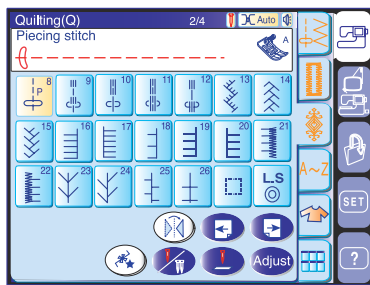 Quilting(Q) 2/4 Auto
Piecing stitch
A
8 P 9 10 11 12 13 14
15 16 17 18 19 20 21
22 23 24 25 26 LS
A~Z
SET
Adjust
?